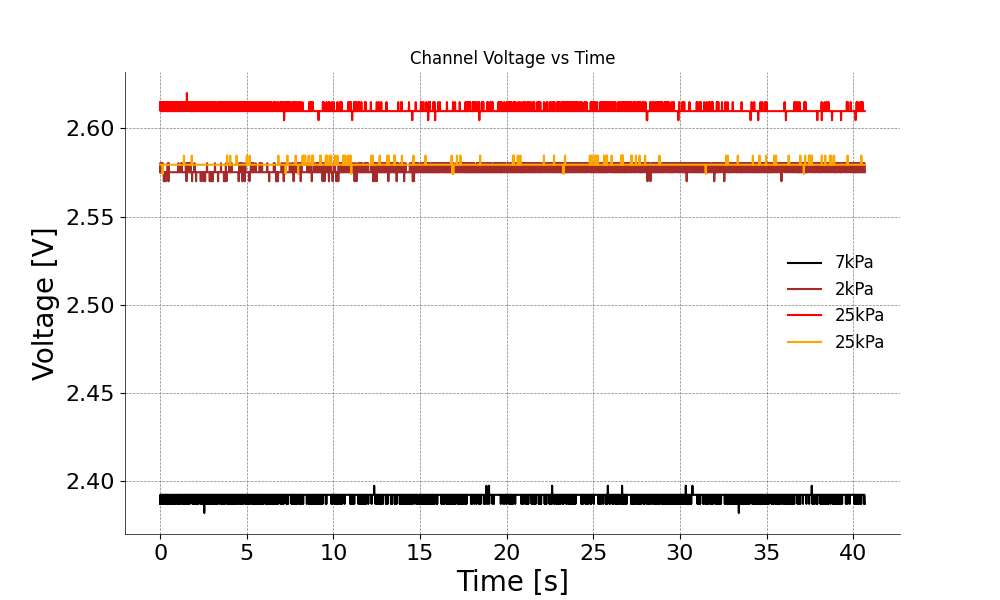 Channel Voltage vs Time
Voltage [V]
2.60
2.55
2.50
2.45
2.40
7kPa
2kPa
25kPa
25kPa
0 5 10 15 20 25 30 35 40
Time [s]